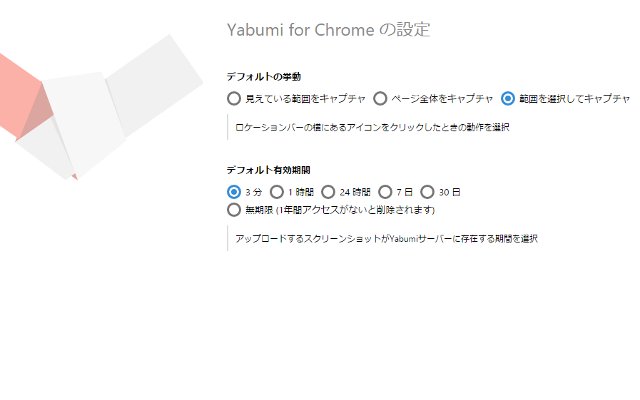 Yabumi for Chrome の設定
デフォルトの挙動
見えている範囲をキャプチャ ページ全体をキャプチャ 範囲を選択してキャプチャ
ロケーションバーの横にあるアイコンをクリックしたときの動作を選択
デフォルト有効期間
3 分 1 時間 24 時間 7 日 30 日
無期限 (1年間アクセスがないと削除されます)
アップロードするスクリーンショットがYabumiサーバーに存在する期間を選択